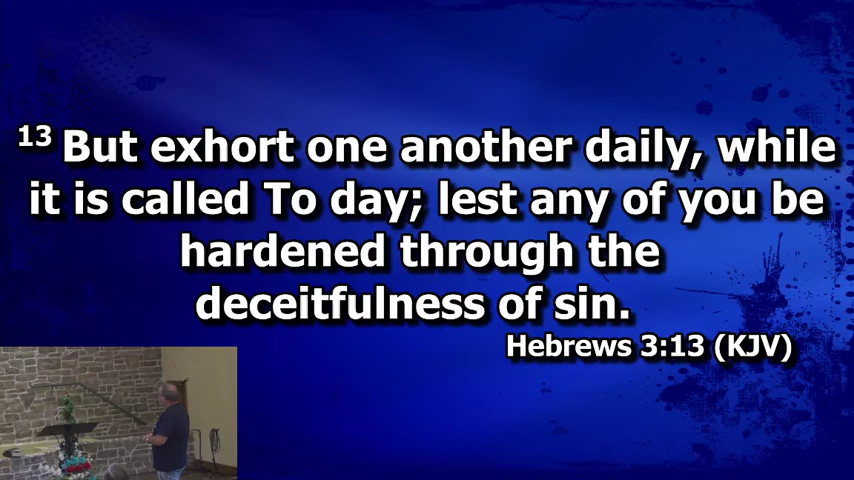 13 But exhort one another daily, while
it is called To day; lest any of you be
hardened through the
deceitfulness of sin.
Hebrews 3:13 (KJV)